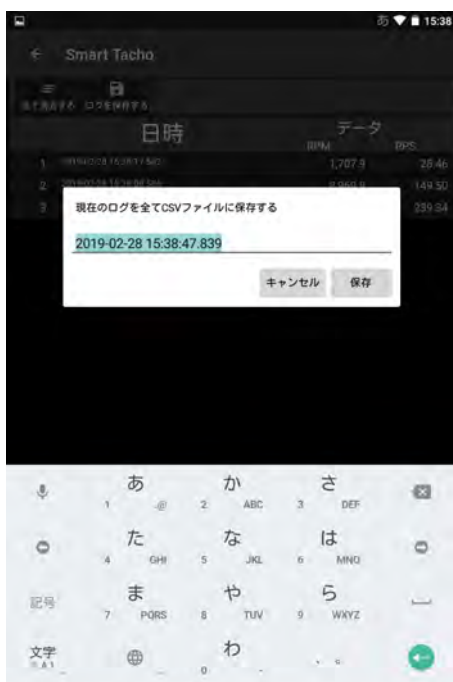 あ 15:38
Smart Tacho
ログを保存する
日時 データ
RPM RPS
1 1,707.9 28.46
2 149.50
3 239.34
現在のログを全てCSVファイルに保存する
2019-02-28 15:38:47.839
キャンセル 保存
あ か さ
1 .@ 2 ABC 3 DEF
た な は
4 GHI 5 JKL 6 MNO
記号 ま や ら
7 PQRS 8 TUV 9 WXYZ
文字 わ 、。
あA1 0